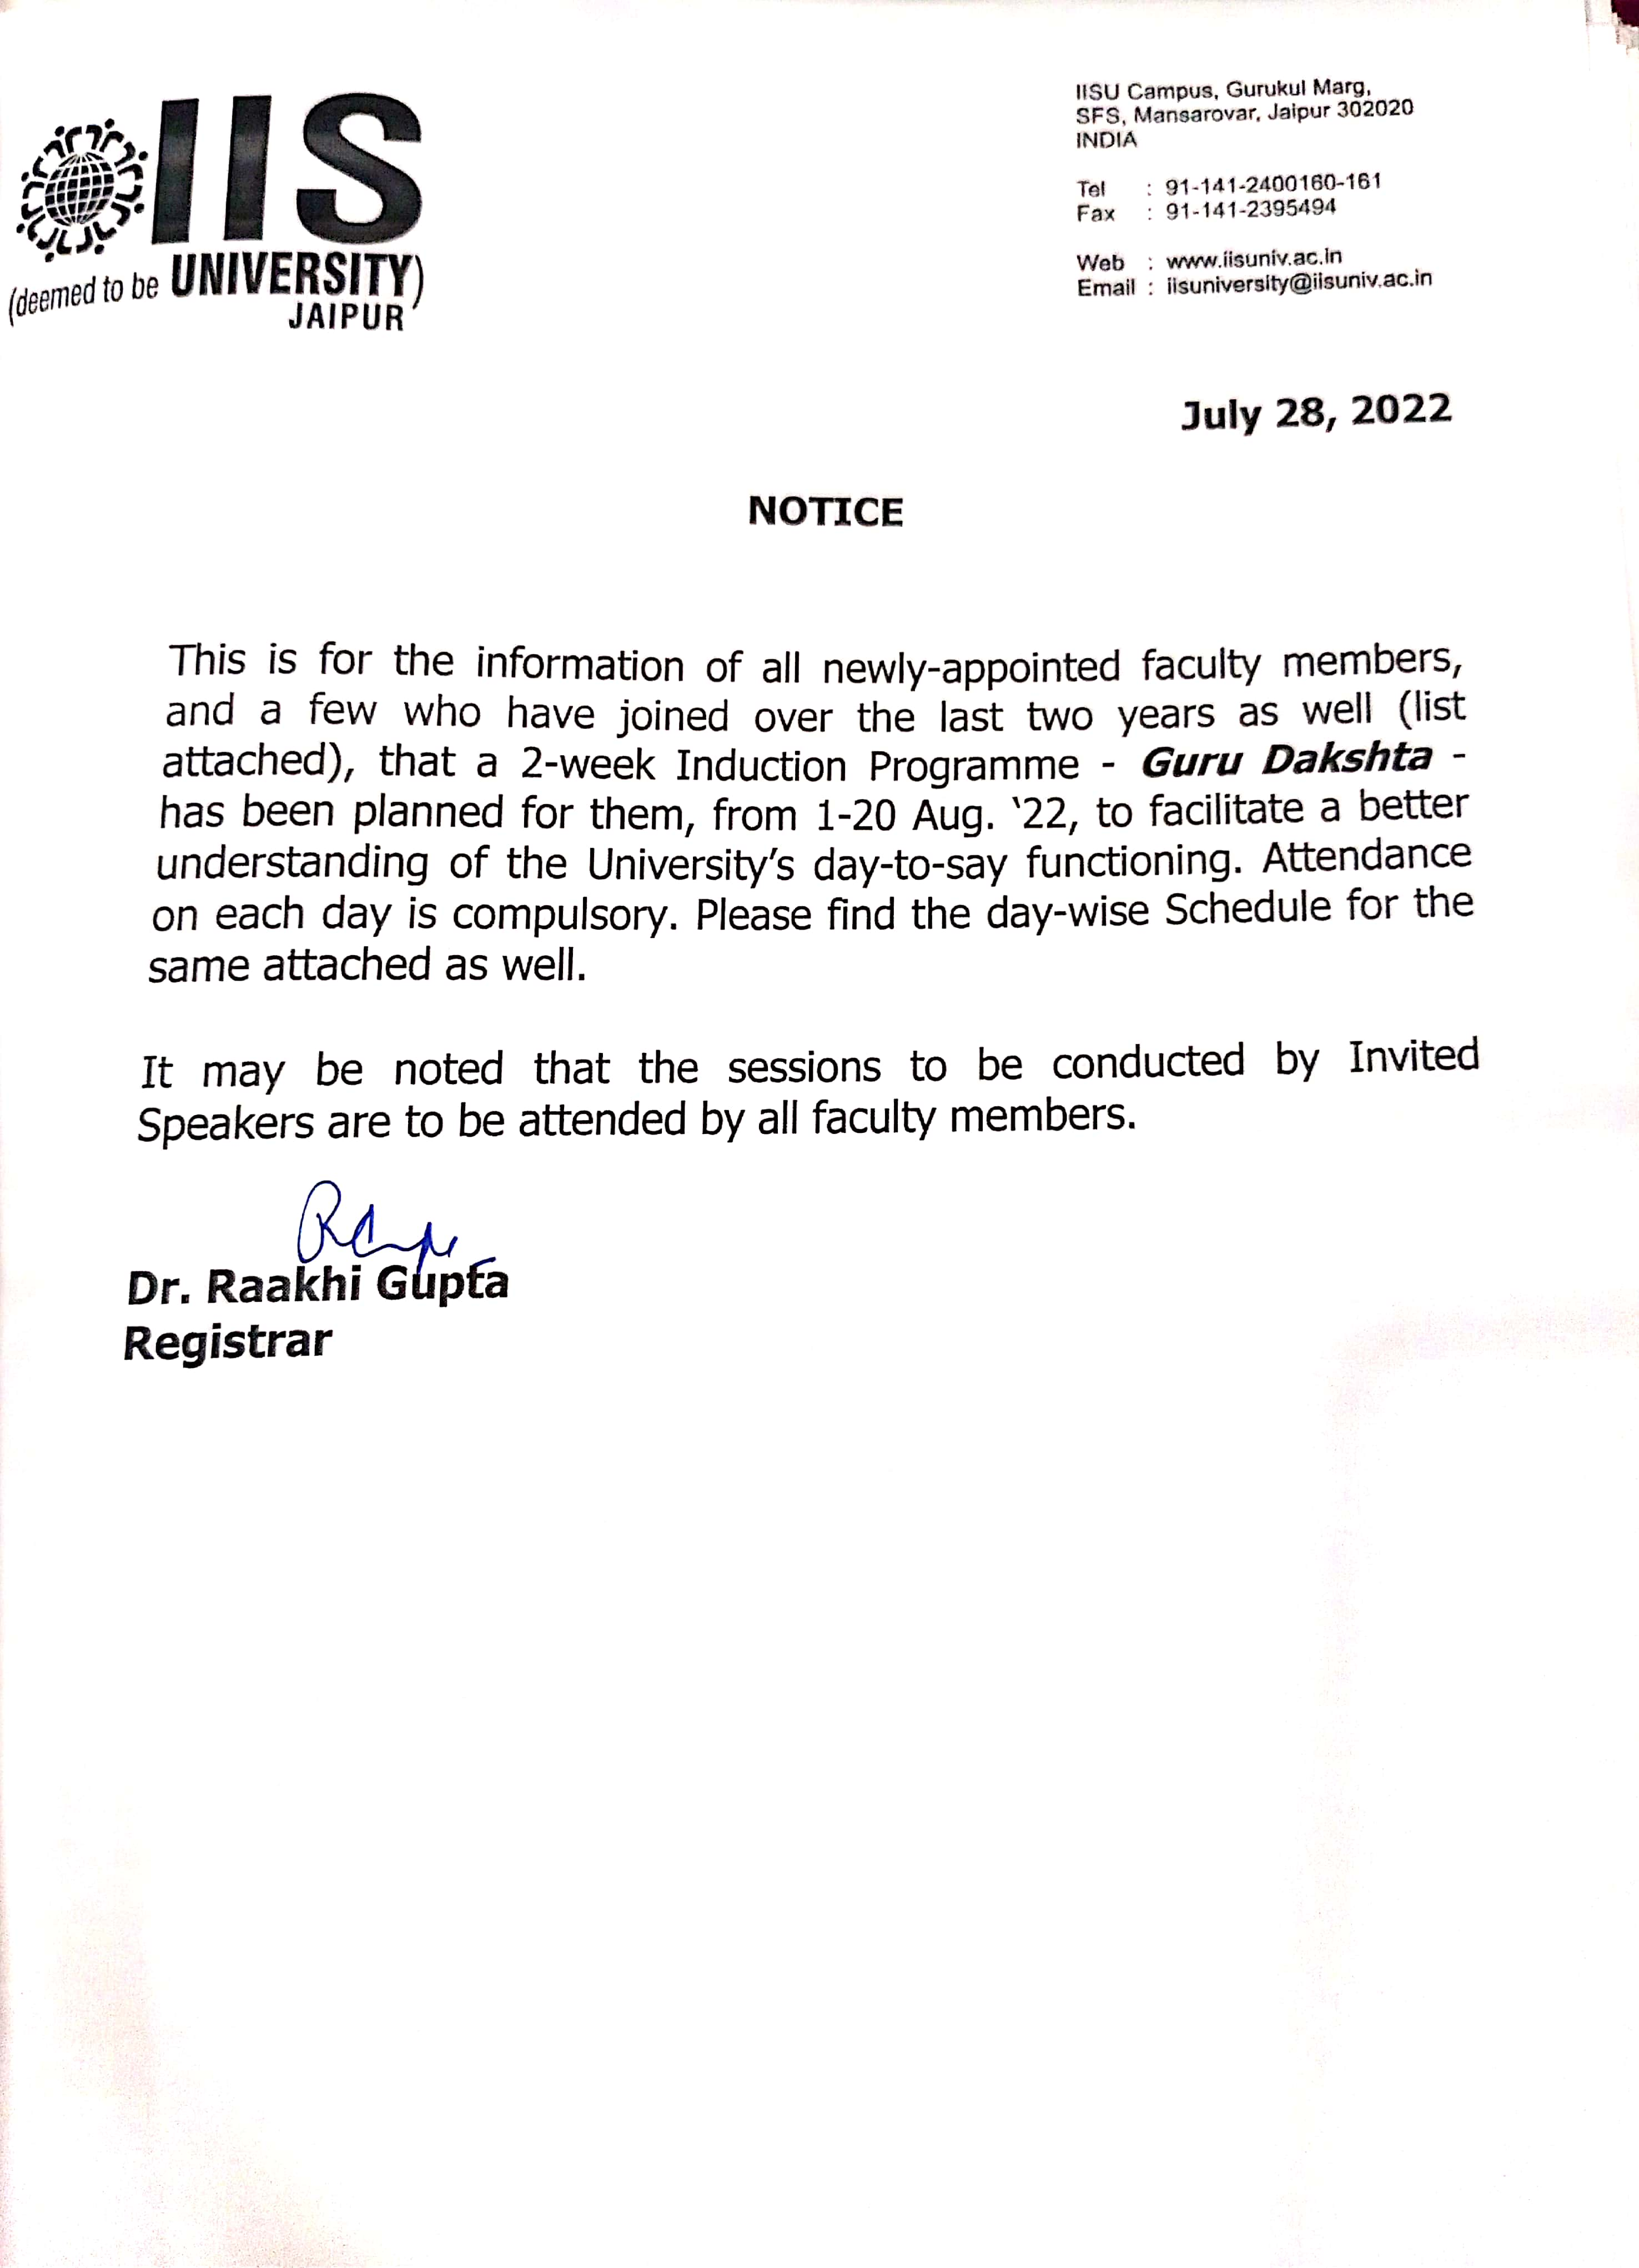 IIS
(deemed to be UNIVERSITY)
JAIPUR
IISU Campus, Gurukul Marg,
SFS, Mansarovar, Jaipur 302020
INDIA
Tel : 91-141-2400160-161
Fax : 91-141-2395494
Web : www.iisuniv.ac.in
Email : iisuniversity@iisuniv.ac.in
July 28, 2022
NOTICE
This is for the information of all newly-appointed faculty members,
and a few who have joined over the last two years as well (list
attached), that a 2-week Induction Programme - Guru Dakshta -
has been planned for them, from 1-20 Aug. ‘22, to facilitate a better
understanding of the University’s day-to-say functioning. Attendance
on each day is compulsory. Please find the day-wise Schedule for the
same attached as well.
It may be noted that the sessions to be conducted by Invited
Speakers are to be attended by all faculty members.
Dr. Raakhi Gupta
Registrar